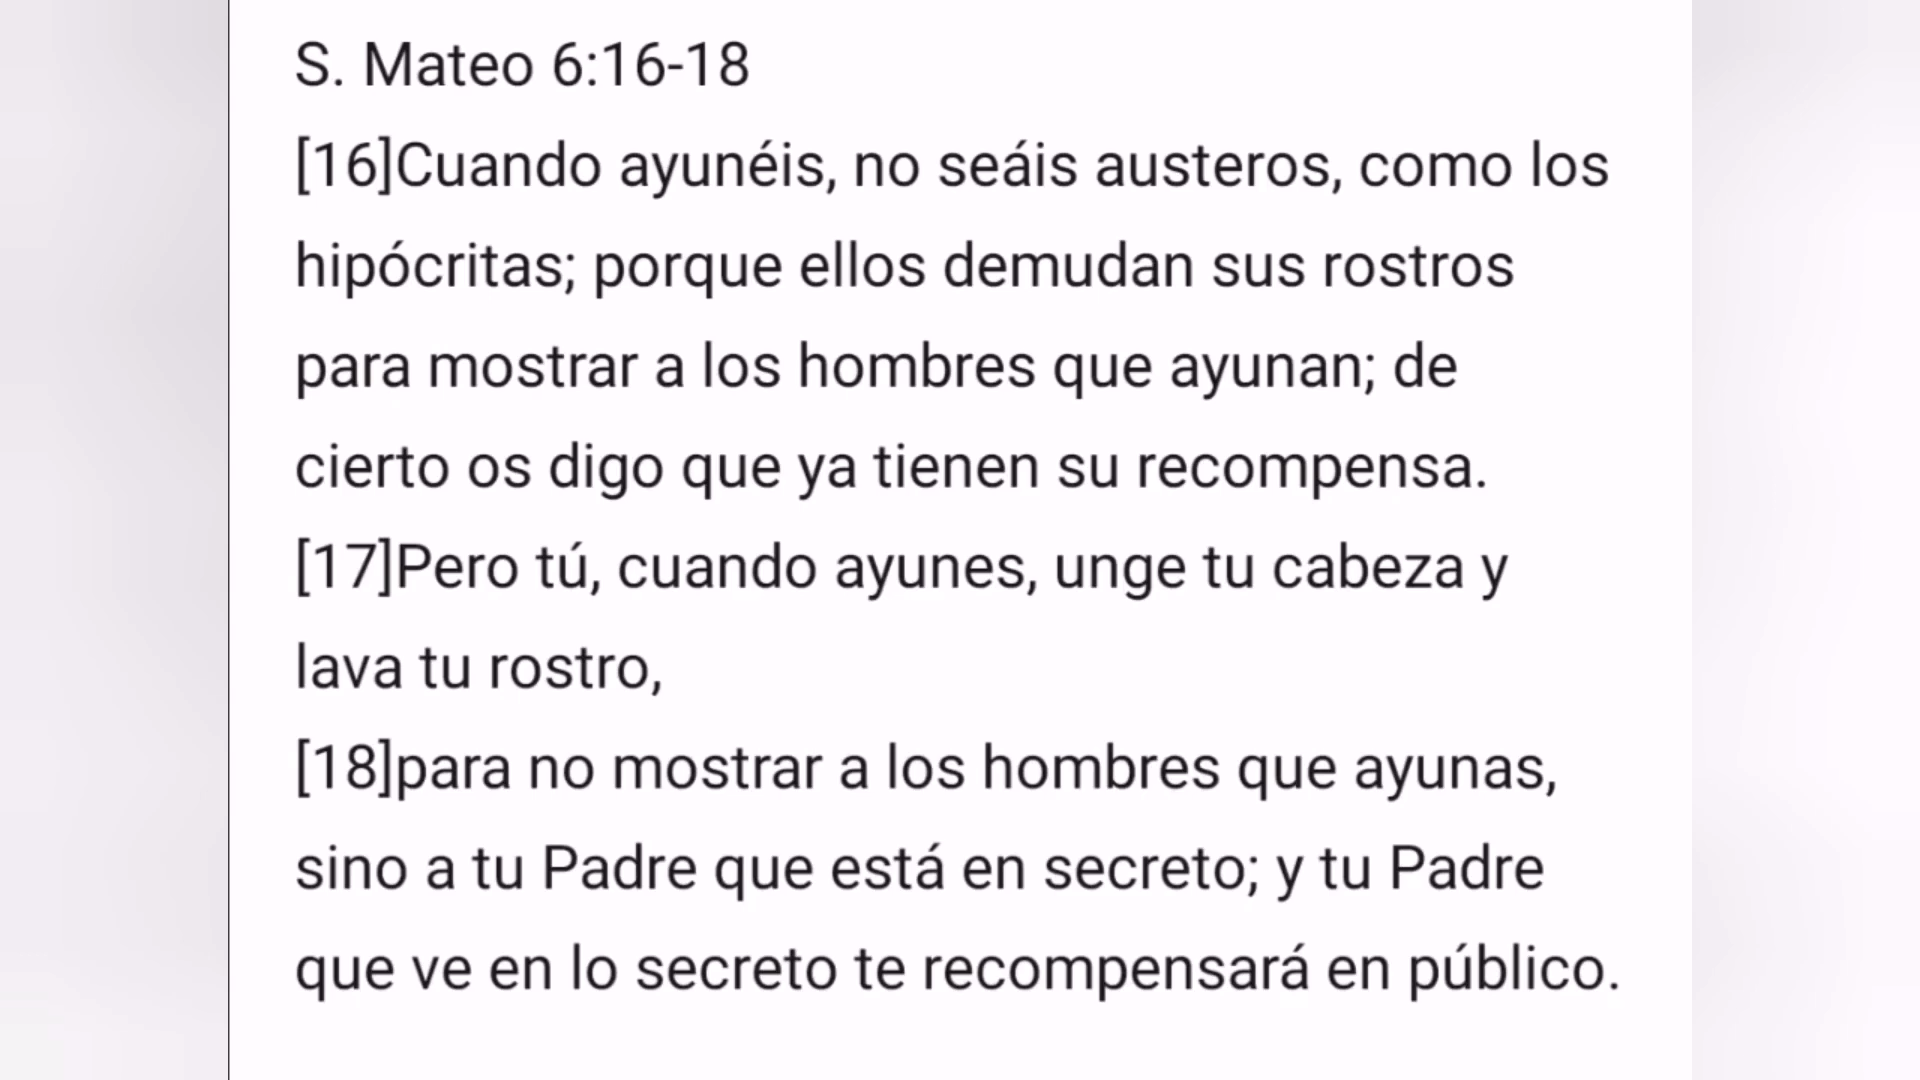 S. Mateo 6:16-18
[16]Cuando ayunéis, no seáis austeros, como los
hipócritas; porque ellos demudan sus rostros
para mostrar a los hombres que ayunan; de
cierto os digo que ya tienen su recompensa.
[17]Pero tú, cuando ayunes, unge tu cabeza y
lava tu rostro,
[18]para no mostrar a los hombres que ayunas,
sino a tu Padre que está en secreto; y tu Padre
que ve en lo secreto te recompensará en público.